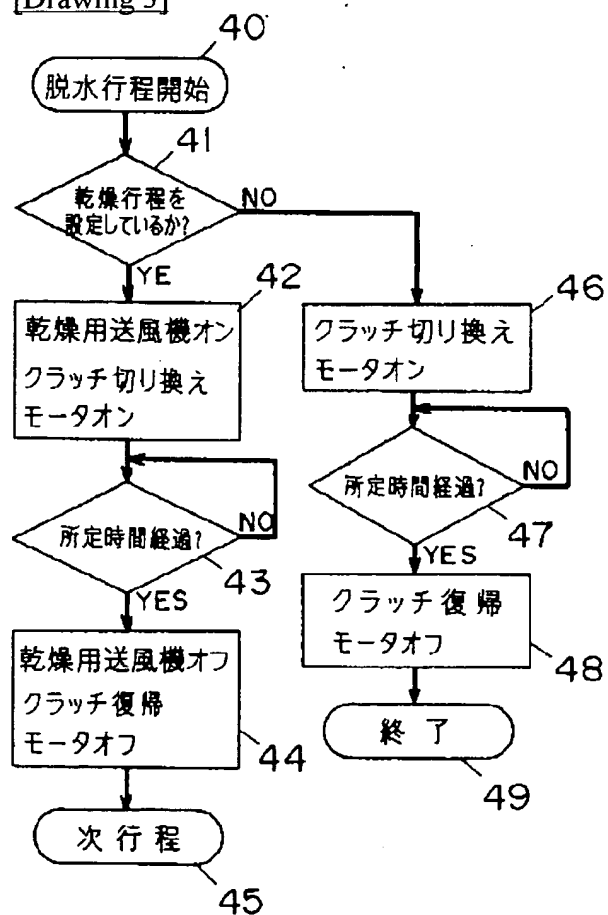 [Drawing 5]
40
脱水行程開始
41
乾燥行程を
設定しているか?
NO
YE
42
乾燥用送風機オン
クラッチ切り換え
モータオン
所定時間経過?
NO
43
YES
乾燥用送風機オフ
クラッチ復帰
モータオフ
44
次行程
45
46
クラッチ切り換え
モータオン
所定時間経過?
NO
47
YES
クラッチ復帰
モータオフ
48
終了
49